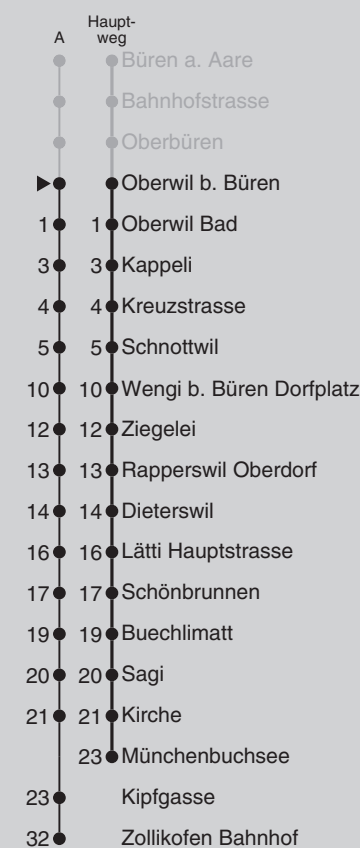 A Haupt-
weg
Büren a. Aare
Bahnhofstrasse
Oberbüren
Oberwil b. Büren
1 1 Oberwil Bad
3 3 Kappeli
4 4 Kreuzstrasse
5 5 Schnottwil
10 10 Wengi b. Büren Dorfplatz
12 12 Ziegelei
13 13 Rapperswil Oberdorf
14 14 Dieterswil
16 16 Lätti Hauptstrasse
17 17 Schönbrunnen
19 19 Buechlimatt
20 20 Sagi
21 21 Kirche
23 Münchenbuchsee
23 Kipfgasse
32 Zollikofen Bahnhof